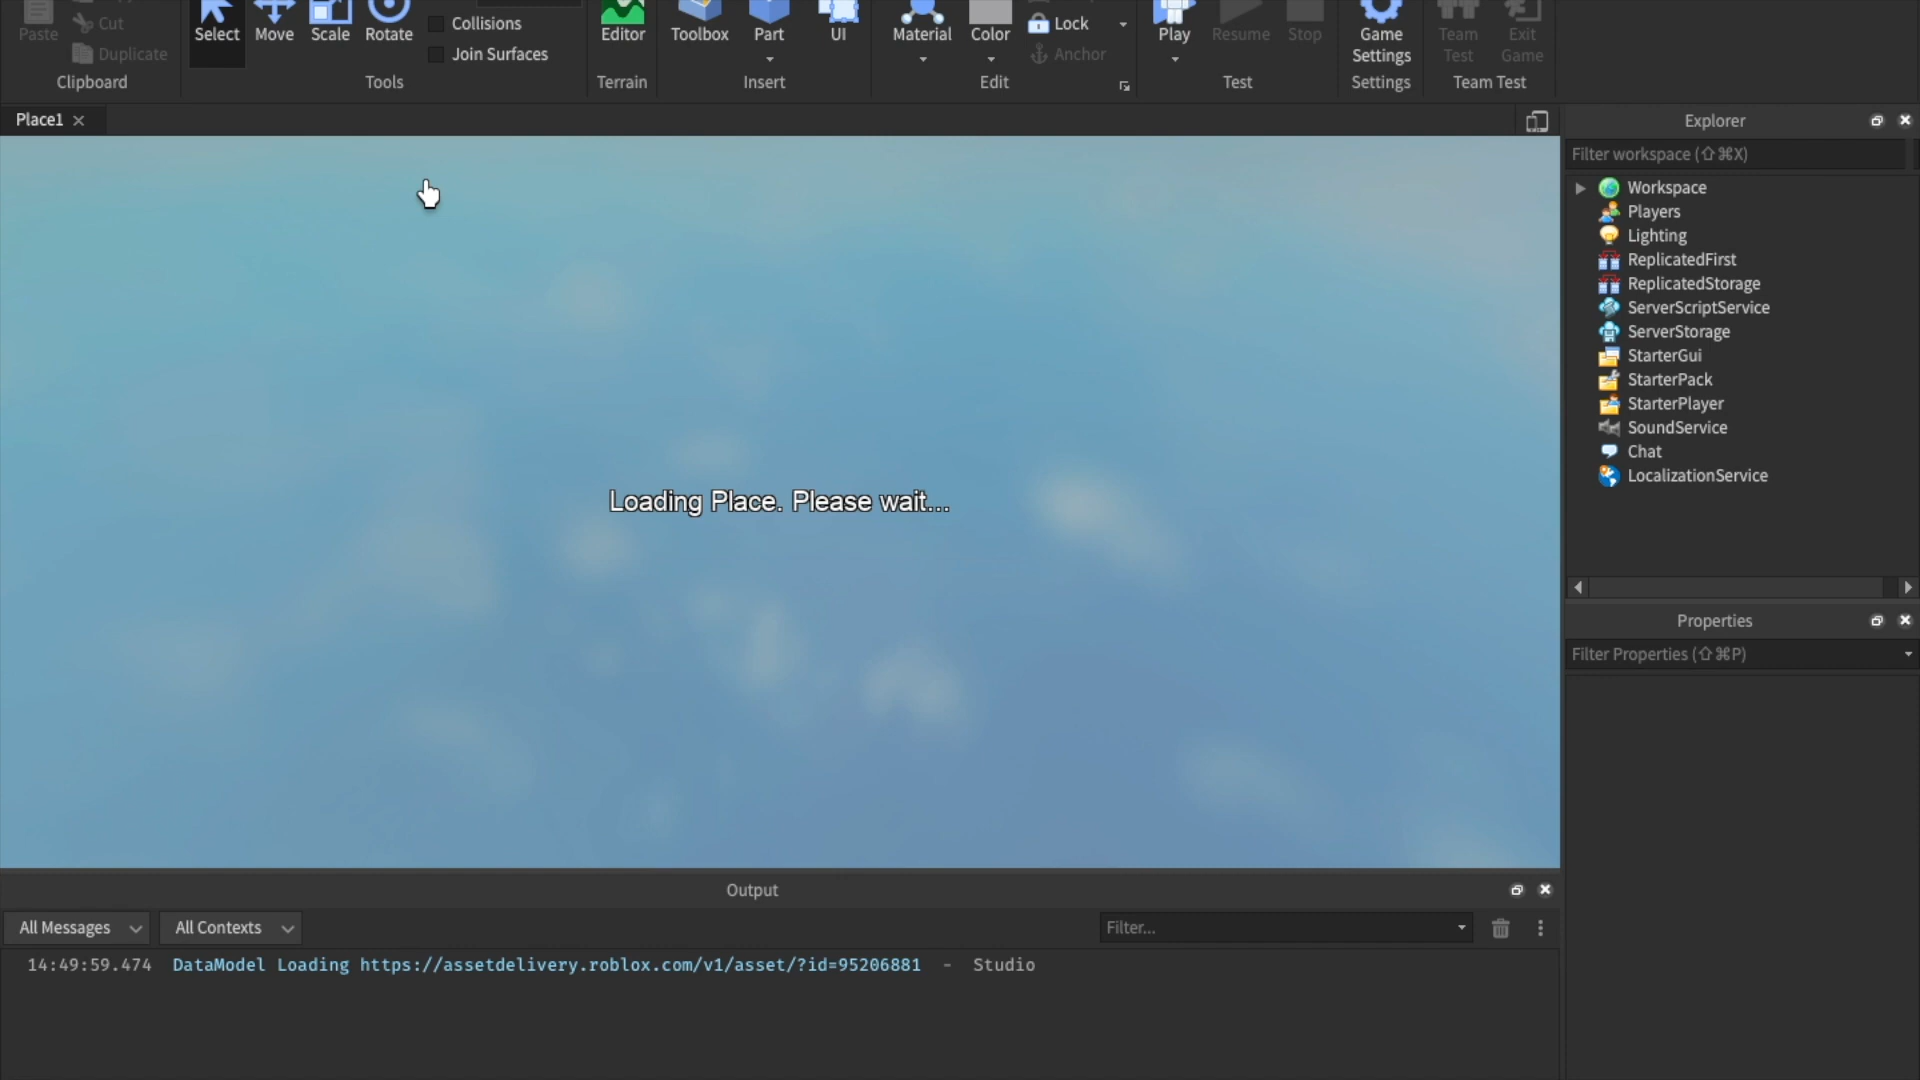 Paste
Cut
Duplicate
Clipboard
Select
Move
Scale
Rotate
Collisions
Join Surfaces
Tools
Editor
Terrain
Toolbox
Part
UI
Insert
Material
Color
Lock
Anchor
Edit
Play
Resume
Stop
Test
Game
Settings
Settings
Team
Test
Exit
Game
Team Test
Place1
Explorer
Filter workspace (⇧⌘X)
Workspace
Players
Lighting
ReplicatedFirst
ReplicatedStorage
ServerScriptService
ServerStorage
StarterGui
StarterPack
StarterPlayer
SoundService
Chat
LocalizationService
Loading Place. Please wait...
Properties
Filter Properties (⇧⌘P)
Output
All Messages
All Contexts
Filter...
14:49:59.474 DataModel Loading https://assetdelivery.roblox.com/v1/asset/?id=95206881 - Studio